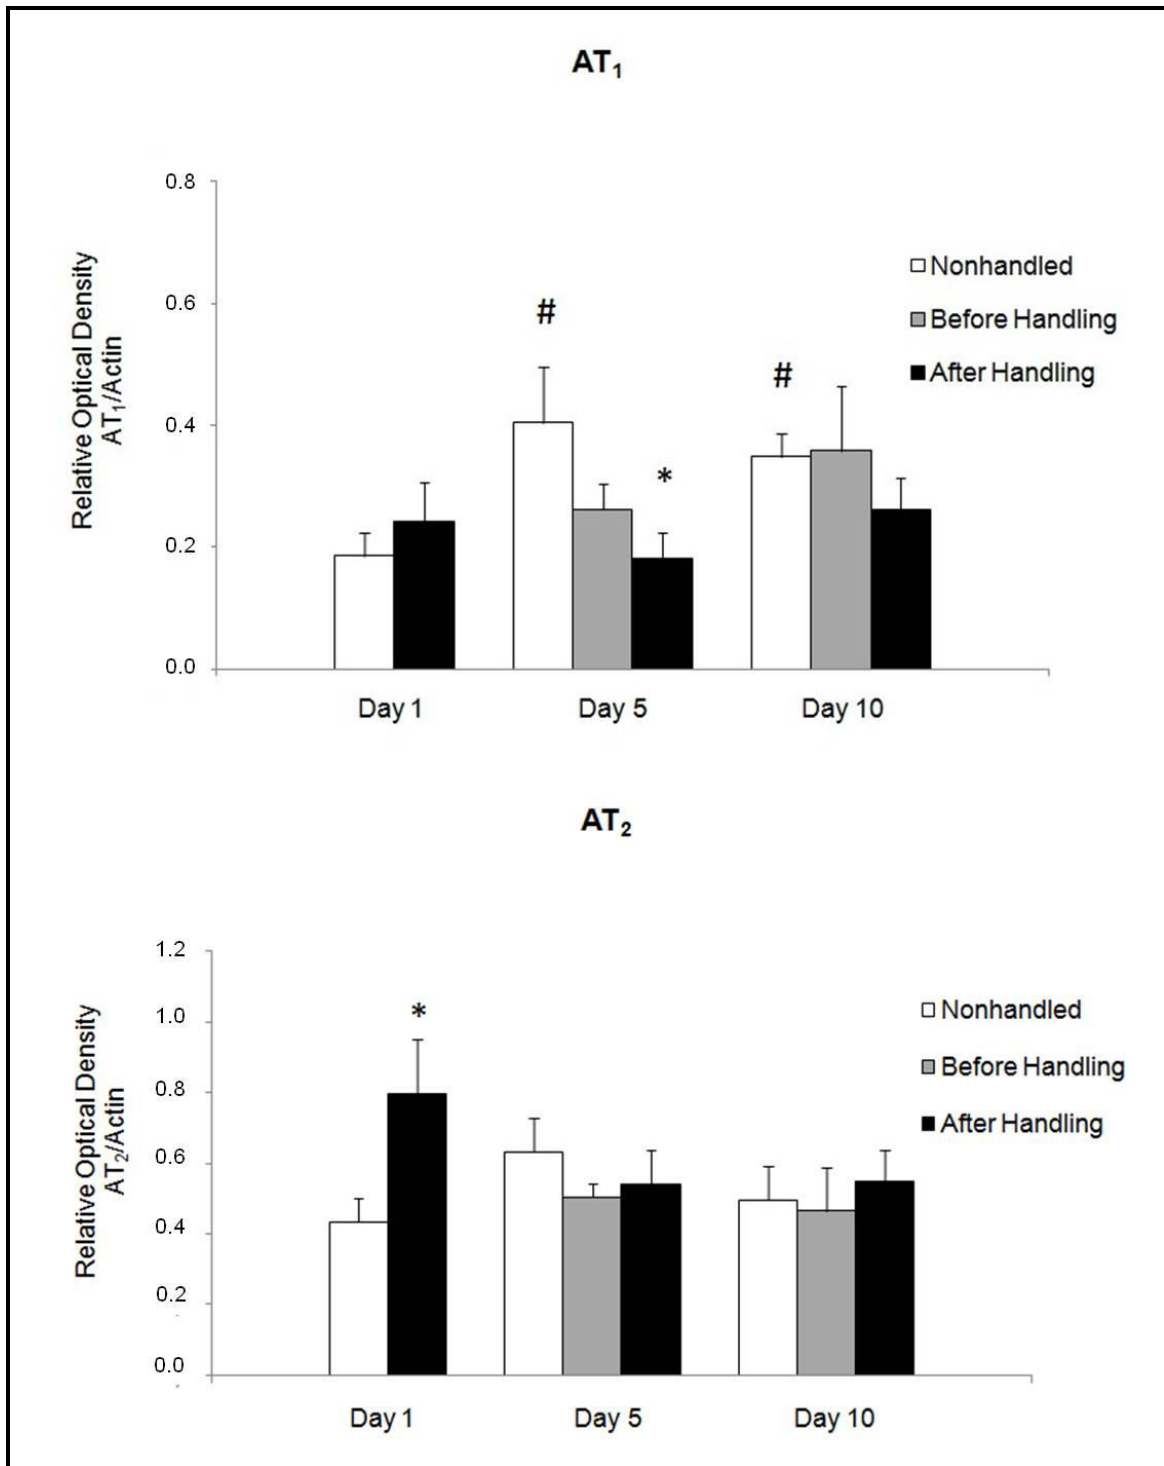 AT₁
0.8
0.6
0.4
0.2
0.0
Relative Optical Density
AT₁/Actin
#
*
#
Nonhandled
Before Handling
After Handling
Day 1 Day 5 Day 10
AT₂
1.2
1.0
0.8
0.6
0.4
0.2
0.0
Relative Optical Density
AT₂/Actin
*
Nonhandled
Before Handling
After Handling
Day 1 Day 5 Day 10